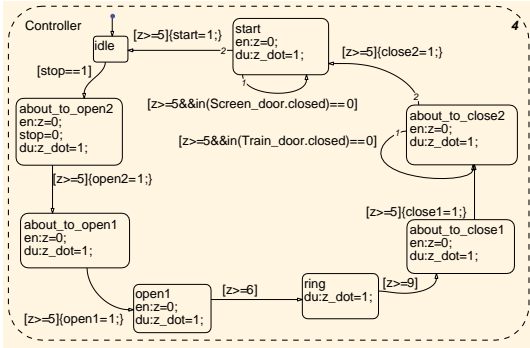 Controller
4
idle
[z>=5]{start=1;}
2
start
en:z=0;
du:z_dot=1;
1
[z>=5]{close2=1;}
[stop==1]
[z>=5&&in(Screen_door.closed)==0]
about_to_open2
en:z=0;
stop=0;
du:z_dot=1;
2
about_to_close2
en:z=0;
du:z_dot=1;
1
[z>=5&&in(Train_door.closed)==0]
[z>=5]{open2=1;}
[z>=5]{close1=1;}
about_to_open1
en:z=0;
du:z_dot=1;
about_to_close1
en:z=0;
du:z_dot=1;
[z>=5]{open1=1;}
open1
en:z=0;
du:z_dot=1;
[z>=6]
ring
du:z_dot=1;
[z>=9]